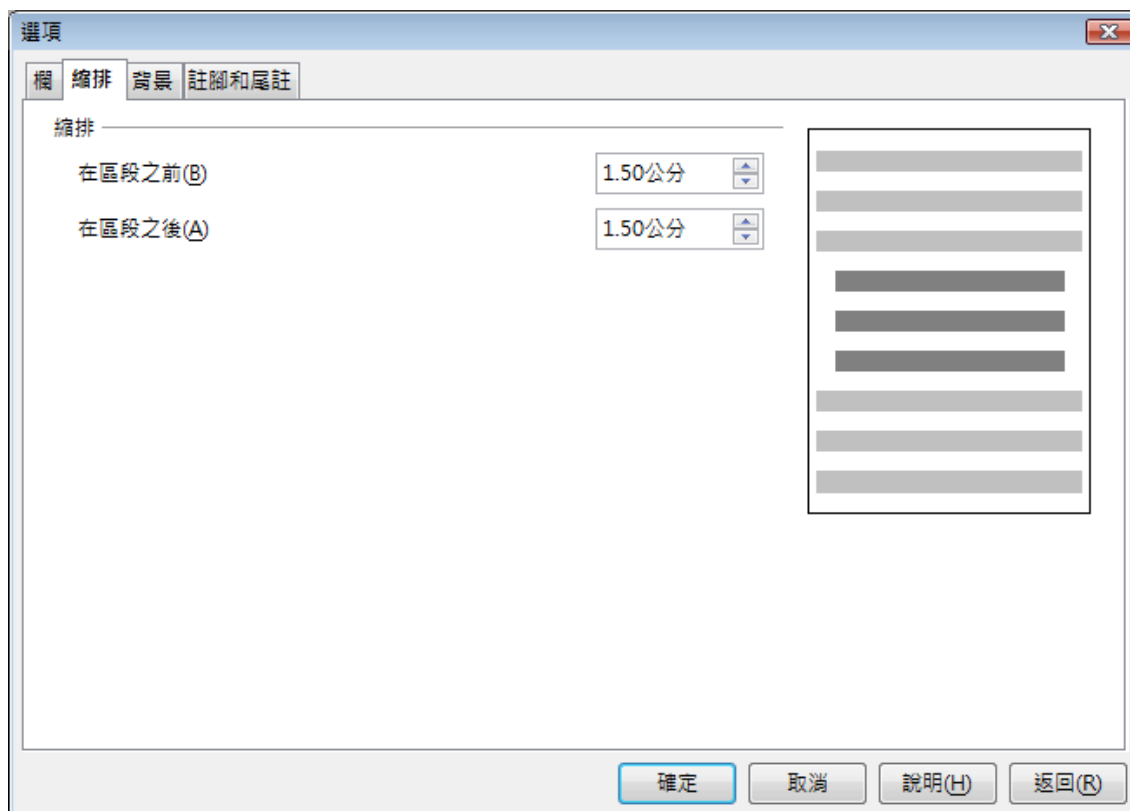 選項
欄 縮排 背景 註腳和尾註
縮排
在區段之前(B) 1.50公分
在區段之後(A) 1.50公分
確定 取消 說明(H) 返回(R)